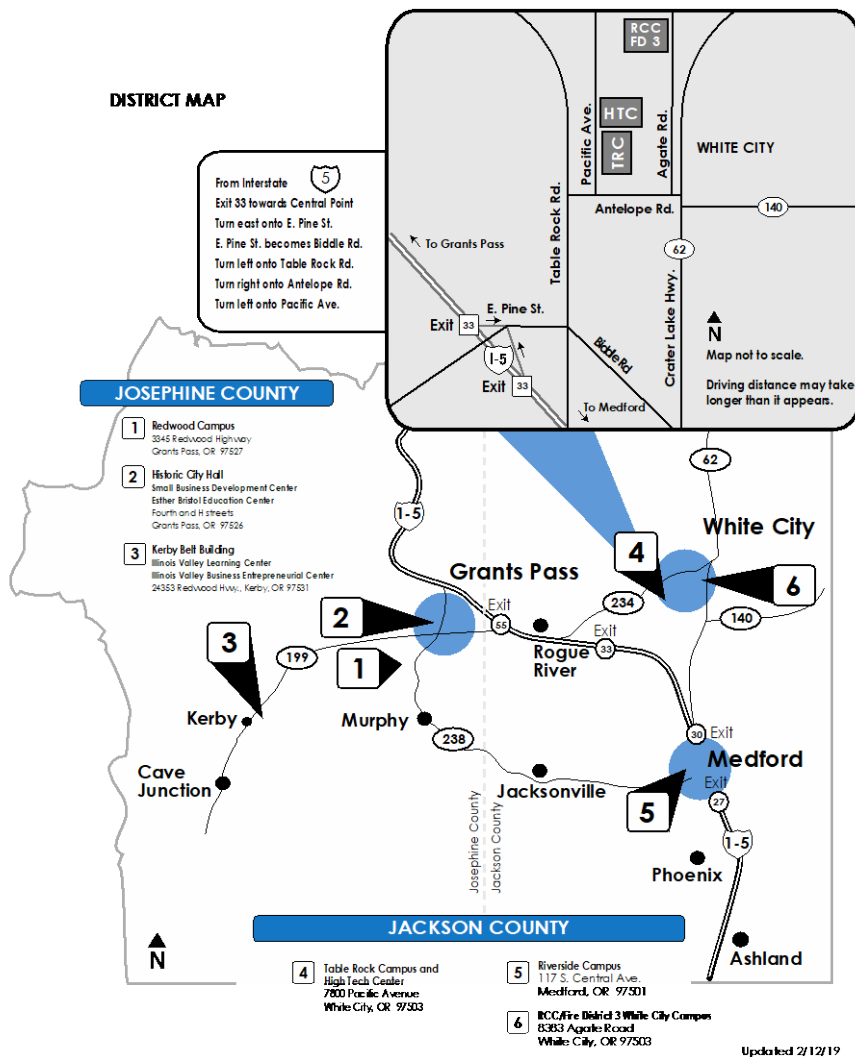 DISTRICT MAP
From Interstate 5
Exit 33 towards Central Point
Turn east onto E. Pine St.
E. Pine St. becomes Biddle Rd.
Turn left onto Table Rock Rd.
Turn right onto Antelope Rd.
Turn left onto Pacific Ave.
RCC
FD 3
HTC
TRC
Pacific Ave.
Agate Rd.
WHITE CITY
Antelope Rd.
140
Table Rock Rd.
62
Crater Lake Hwy.
To Grants Pass
E. Pine St.
Exit 33
I-5
Exit 33
Biddle Rd
To Medford
N
Map not to scale.
Driving distance may take
longer than it appears.
JOSEPHINE COUNTY
1 Redwood Campus
3345 Redwood Highway
Grants Pass, OR 97527
2 Historic City Hall
Small Business Development Center
Esther Bristol Education Center
Fourth and H streets
Grants Pass, OR 97526
3 Kerby Belt Building
Illinois Valley Learning Center
Illinois Valley Business Entrepreneurial Center
24353 Redwood Hwy., Kerby, OR 97531
1-5
62
White City
4
6
Grants Pass
234
140
2
Exit
55
Rogue
River
Exit
33
3
199
1
Kerby
Murphy
238
30 Exit
Medford
Cave
Junction
Jacksonville
Exit
27
5
1-5
Josephine County
Jackson County
Phoenix
Ashland
N
JACKSON COUNTY
4 Table Rock Campus and
High Tech Center
7800 Pacific Avenue
White City, OR 97503
5 Riverside Campus
117 S. Central Ave.
Medford, OR 97501
6 RCC/Fire District 3 White City Campus
8383 Agate Road
White City, OR 97503
Updated 2/12/19